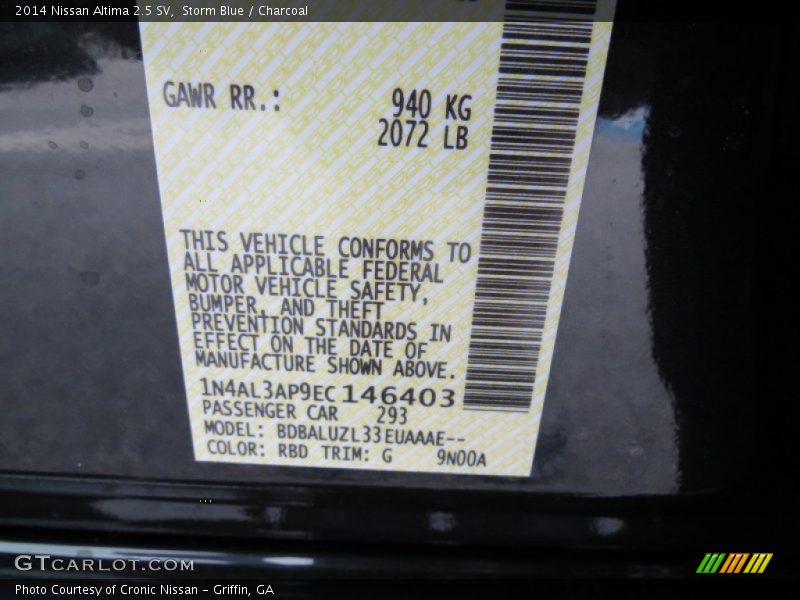 2014 Nissan Altima 2.5 SV, Storm Blue / Charcoal
GAWR RR.: 940 KG
2072 LB
THIS VEHICLE CONFORMS TO
ALL APPLICABLE FEDERAL
MOTOR VEHICLE SAFETY,
BUMPER, AND THEFT
PREVENTION STANDARDS IN
EFFECT ON THE DATE OF
MANUFACTURE SHOWN ABOVE.
1N4AL3AP9EC146403
PASSENGER CAR 293
MODEL: BDBALUZL33EUAAAE--
COLOR: RBD TRIM: G 9N00A
GTCARLOT.COM
Photo Courtesy of Cronic Nissan - Griffin, GA